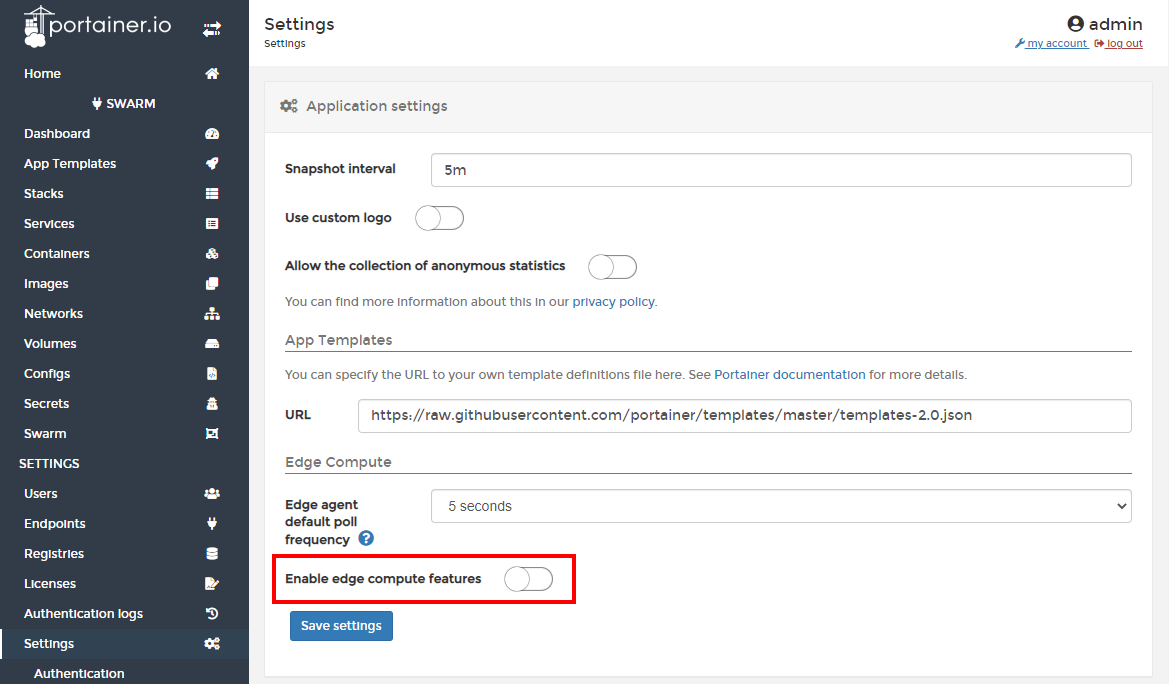 portainer.io
Home
SWARM
Dashboard
App Templates
Stacks
Services
Containers
Images
Networks
Volumes
Configs
Secrets
Swarm
SETTINGS
Users
Endpoints
Registries
Licenses
Authentication logs
Settings
Authentication
Settings
Settings
admin
my account log out
Application settings
Snapshot interval 5m
Use custom logo
Allow the collection of anonymous statistics
You can find more information about this in our privacy policy.
App Templates
You can specify the URL to your own template definitions file here. See Portainer documentation for more details.
URL https://raw.githubusercontent.com/portainer/templates/master/templates-2.0.json
Edge Compute
Edge agent
default poll
frequency ?
5 seconds
Enable edge compute features
Save settings